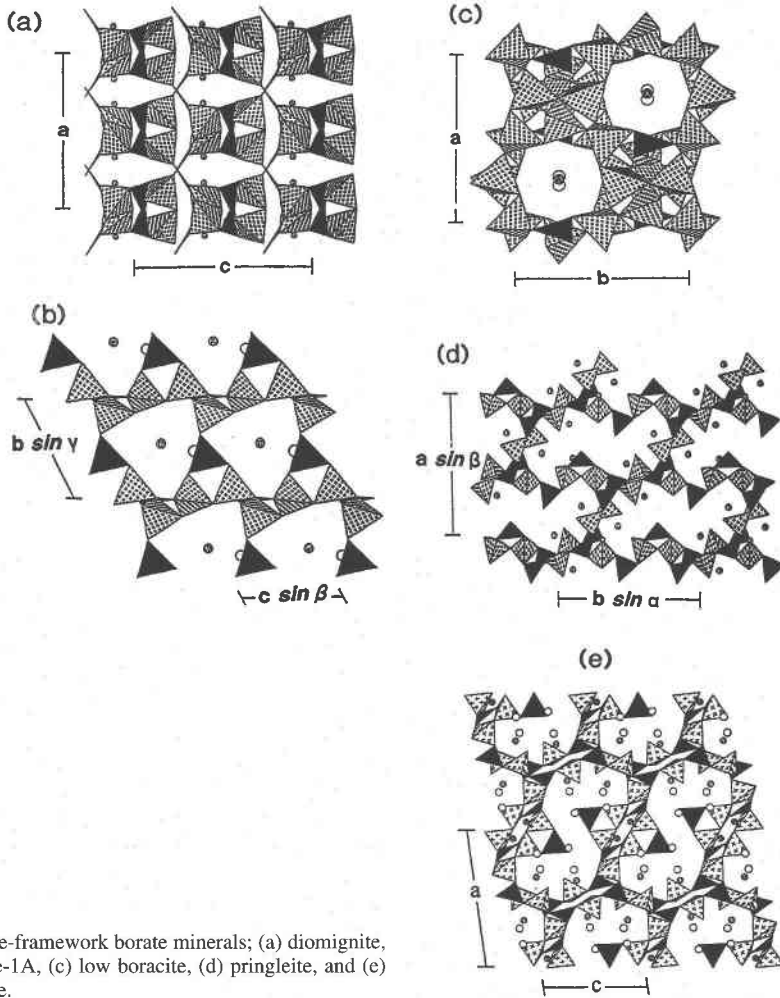 (a)
a
c
(b)
b sin γ
c sin β
(c)
a
b
(d)
a sin β
b sin α
(e)
a
c
e-framework borate minerals; (a) diomignite,
e-1A, (c) low boracite, (d) pringleite, and (e)
e.